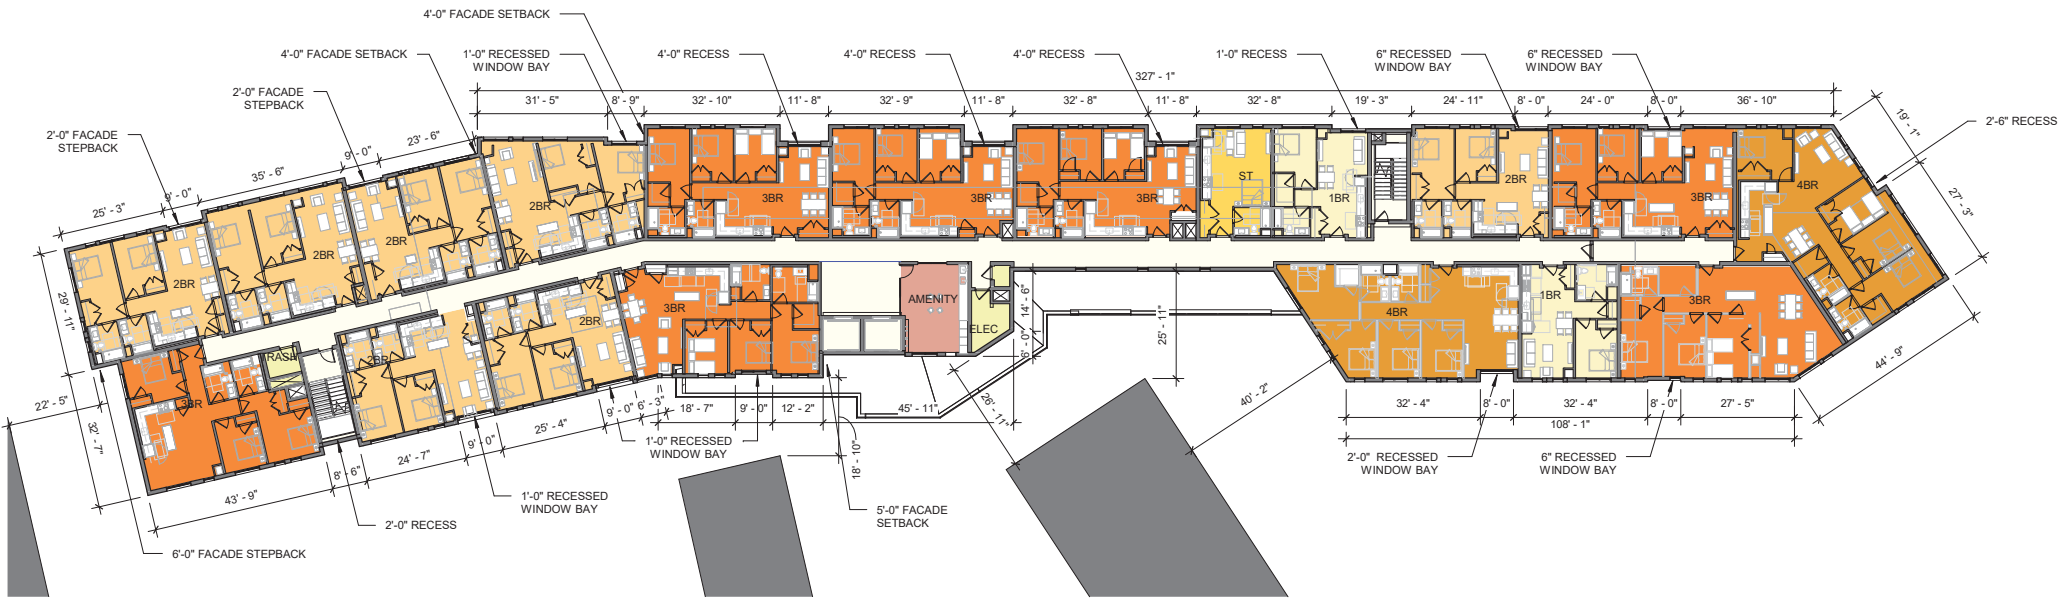 4'-0" FACADE SETBACK
4'-0" FACADE SETBACK
1'-0" RECESSED
WINDOW BAY
4'-0" RECESS
4'-0" RECESS
4'-0" RECESS
1'-0" RECESS
6" RECESSED
WINDOW BAY
6" RECESSED
WINDOW BAY
327' - 1"
2'-0" FACADE
STEPBACK
31' - 5"
8' - 9"
32' - 10"
11' - 8"
32' - 9"
11' - 8"
32' - 8"
11' - 8"
32' - 8"
19' - 3"
24' - 11"
8' - 0"
24' - 0"
8' - 0"
36' - 10"
19' - 1"
2'-6" RECESS
2'-0" FACADE
STEPBACK
23' - 6"
9' - 0"
35' - 6"
9' - 0"
25' - 3"
27' - 3"
29' - 11"
2BR
2BR
2BR
2BR
3BR
3BR
3BR
ST
1BR
2BR
3BR
4BR
TRASH
2BR
2BR
3BR
AMENITY
ELEC
4BR
1BR
3BR
3BR
14' - 6"
6' - 0"
25' - 11"
22' - 5"
32' - 7"
43' - 9"
8' - 6"
24' - 7"
9' - 0"
25' - 4"
9' - 0"
6' - 3"
18' - 7"
9' - 0"
12' - 2"
45' - 11"
26' - 11"
40' - 2"
32' - 4"
8' - 0"
32' - 4"
8' - 0"
27' - 5"
44' - 9"
108' - 1"
1'-0" RECESSED
WINDOW BAY
18' - 10"
2'-0" RECESSED
WINDOW BAY
6" RECESSED
WINDOW BAY
1'-0" RECESSED
WINDOW BAY
2'-0" RECESS
5'-0" FACADE
SETBACK
6'-0" FACADE STEPBACK